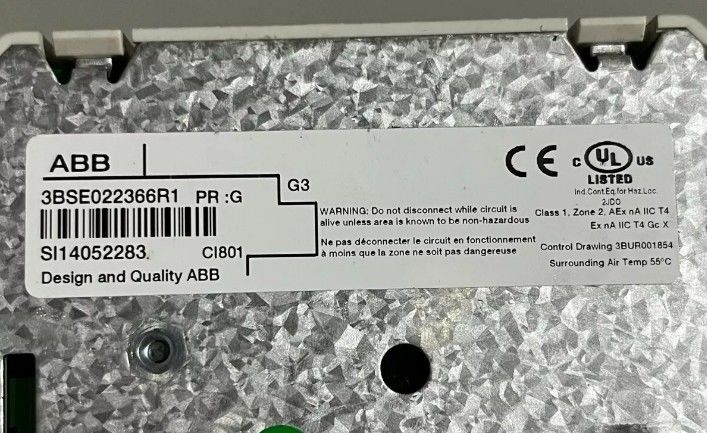 ABB
3BSE022366R1 PR :G
G3
SI14052283. CI801
Design and Quality ABB
WARNING: Do not disconnect while circuit is
alive unless area is known to be non-hazardous
Ne pas déconnecter le circuit en fonctionnement
à moins que la zone ne soit pas dangereuse
CE
C UL US
LISTED
Ind.Cont.Eq.for Haz.Loc.
2JD0
Class 1, Zone 2, AEx nA IIC T4
Ex nA IIC T4 Gc X
Control Drawing 3BUR001854
Surrounding Air Temp 55°C